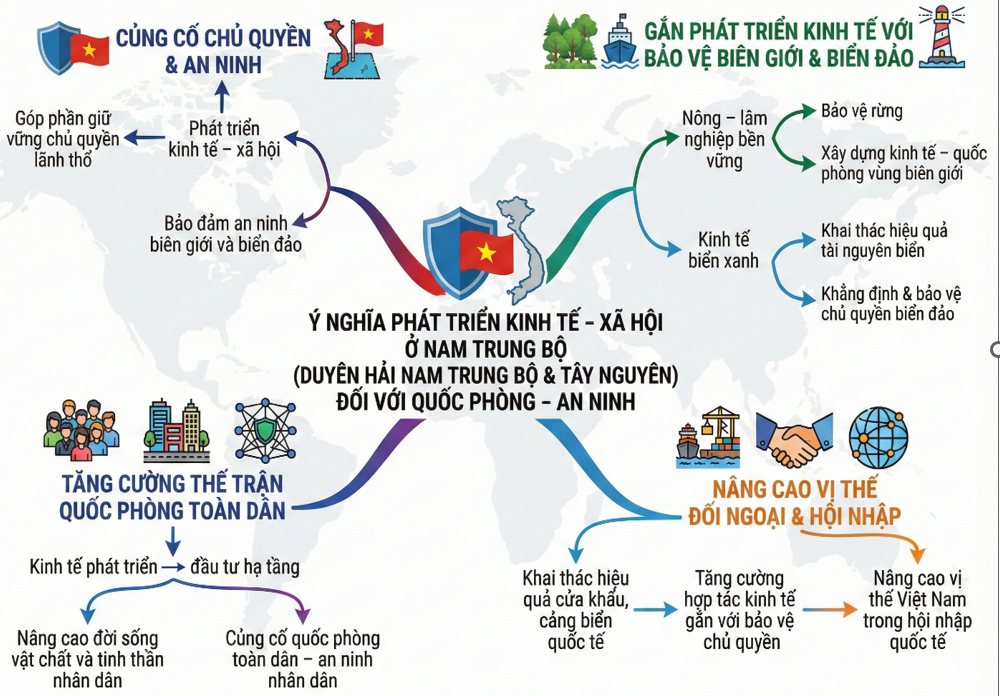 CỦNG CỐ CHỦ QUYỀN
& AN NINH
Góp phần giữ
vững chủ quyền
lãnh thổ
Phát triển
kinh tế – xã hội
Bảo đảm an ninh
biên giới và biển đảo
GẮN PHÁT TRIỂN KINH TẾ VỚI
BẢO VỆ BIÊN GIỚI & BIỂN ĐẢO
Nông – lâm
nghiệp bền
vững
Bảo vệ rừng
Xây dựng kinh tế – quốc
phòng vùng biên giới
Kinh tế
biển xanh
Khai thác hiệu quả
tài nguyên biển
Khẳng định & bảo vệ
chủ quyền biển đảo
Ý NGHĨA PHÁT TRIỂN KINH TẾ – XÃ HỘI
Ở NAM TRUNG BỘ
(DUYÊN HẢI NAM TRUNG BỘ & TÂY NGUYÊN)
ĐỐI VỚI QUỐC PHÒNG – AN NINH
TĂNG CƯỜNG THẾ TRẬN
QUỐC PHÒNG TOÀN DÂN
Kinh tế phát triển → đầu tư hạ tầng
Nâng cao đời sống
vật chất và tinh thần
nhân dân
Củng cố quốc phòng
toàn dân – an ninh
nhân dân
NÂNG CAO VỊ THẾ
ĐỐI NGOẠI & HỘI NHẬP
Khai thác hiệu
quả cửa khẩu,
cảng biển
quốc tế
Tăng cường
hợp tác kinh tế
gắn với bảo vệ
chủ quyền
Nâng cao vị
thế Việt Nam
trong hội nhập
quốc tế